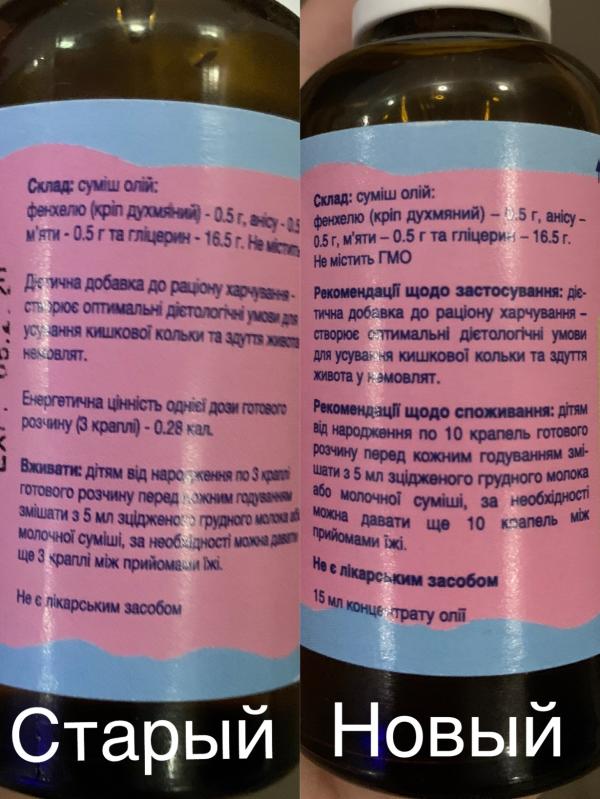 Склад: суміш олій:
фенхелю (кріп духмяний) - 0.5 г, анісу - 0.5
м'яти - 0.5 г та гліцерин - 16.5 г. Не містить
Дієтична добавка до раціону харчування -
створює оптимальні дієтологічні умови для
усування кишкової кольки та здуття живота
немовлят.
Енергетична цінність однієї дози готового
розчину (3 краплі) - 0.28 кал.
Вживати: дітям від народження по 3 краплі
готового розчину перед кожним годуванням
змішати з 5 мл зцідженого грудного молока або
молочної суміші, за необхідності можна давати
ще 3 краплі між прийомами їжі.
Не є лікарським засобом
Старый
Склад: суміш олій:
фенхелю (кріп духмяний) – 0.5 г, анісу –
0.5 г, м'яти – 0.5 г та гліцерин – 16.5 г.
Не містить ГМО
Рекомендації щодо застосування: діє-
тична добавка до раціону харчування –
створює оптимальні дієтологічні умови
для усування кишкової кольки та здуття
живота у немовлят.
Рекомендації щодо споживання: дітям
від народження по 10 крапель готового
розчину перед кожним годуванням змі-
шати з 5 мл зцідженого грудного молока
або молочної суміші, за необхідності
можна давати ще 10 крапель між
прийомами їжі.
Не є лікарським засобом
15 мл концентрату олії
Новый